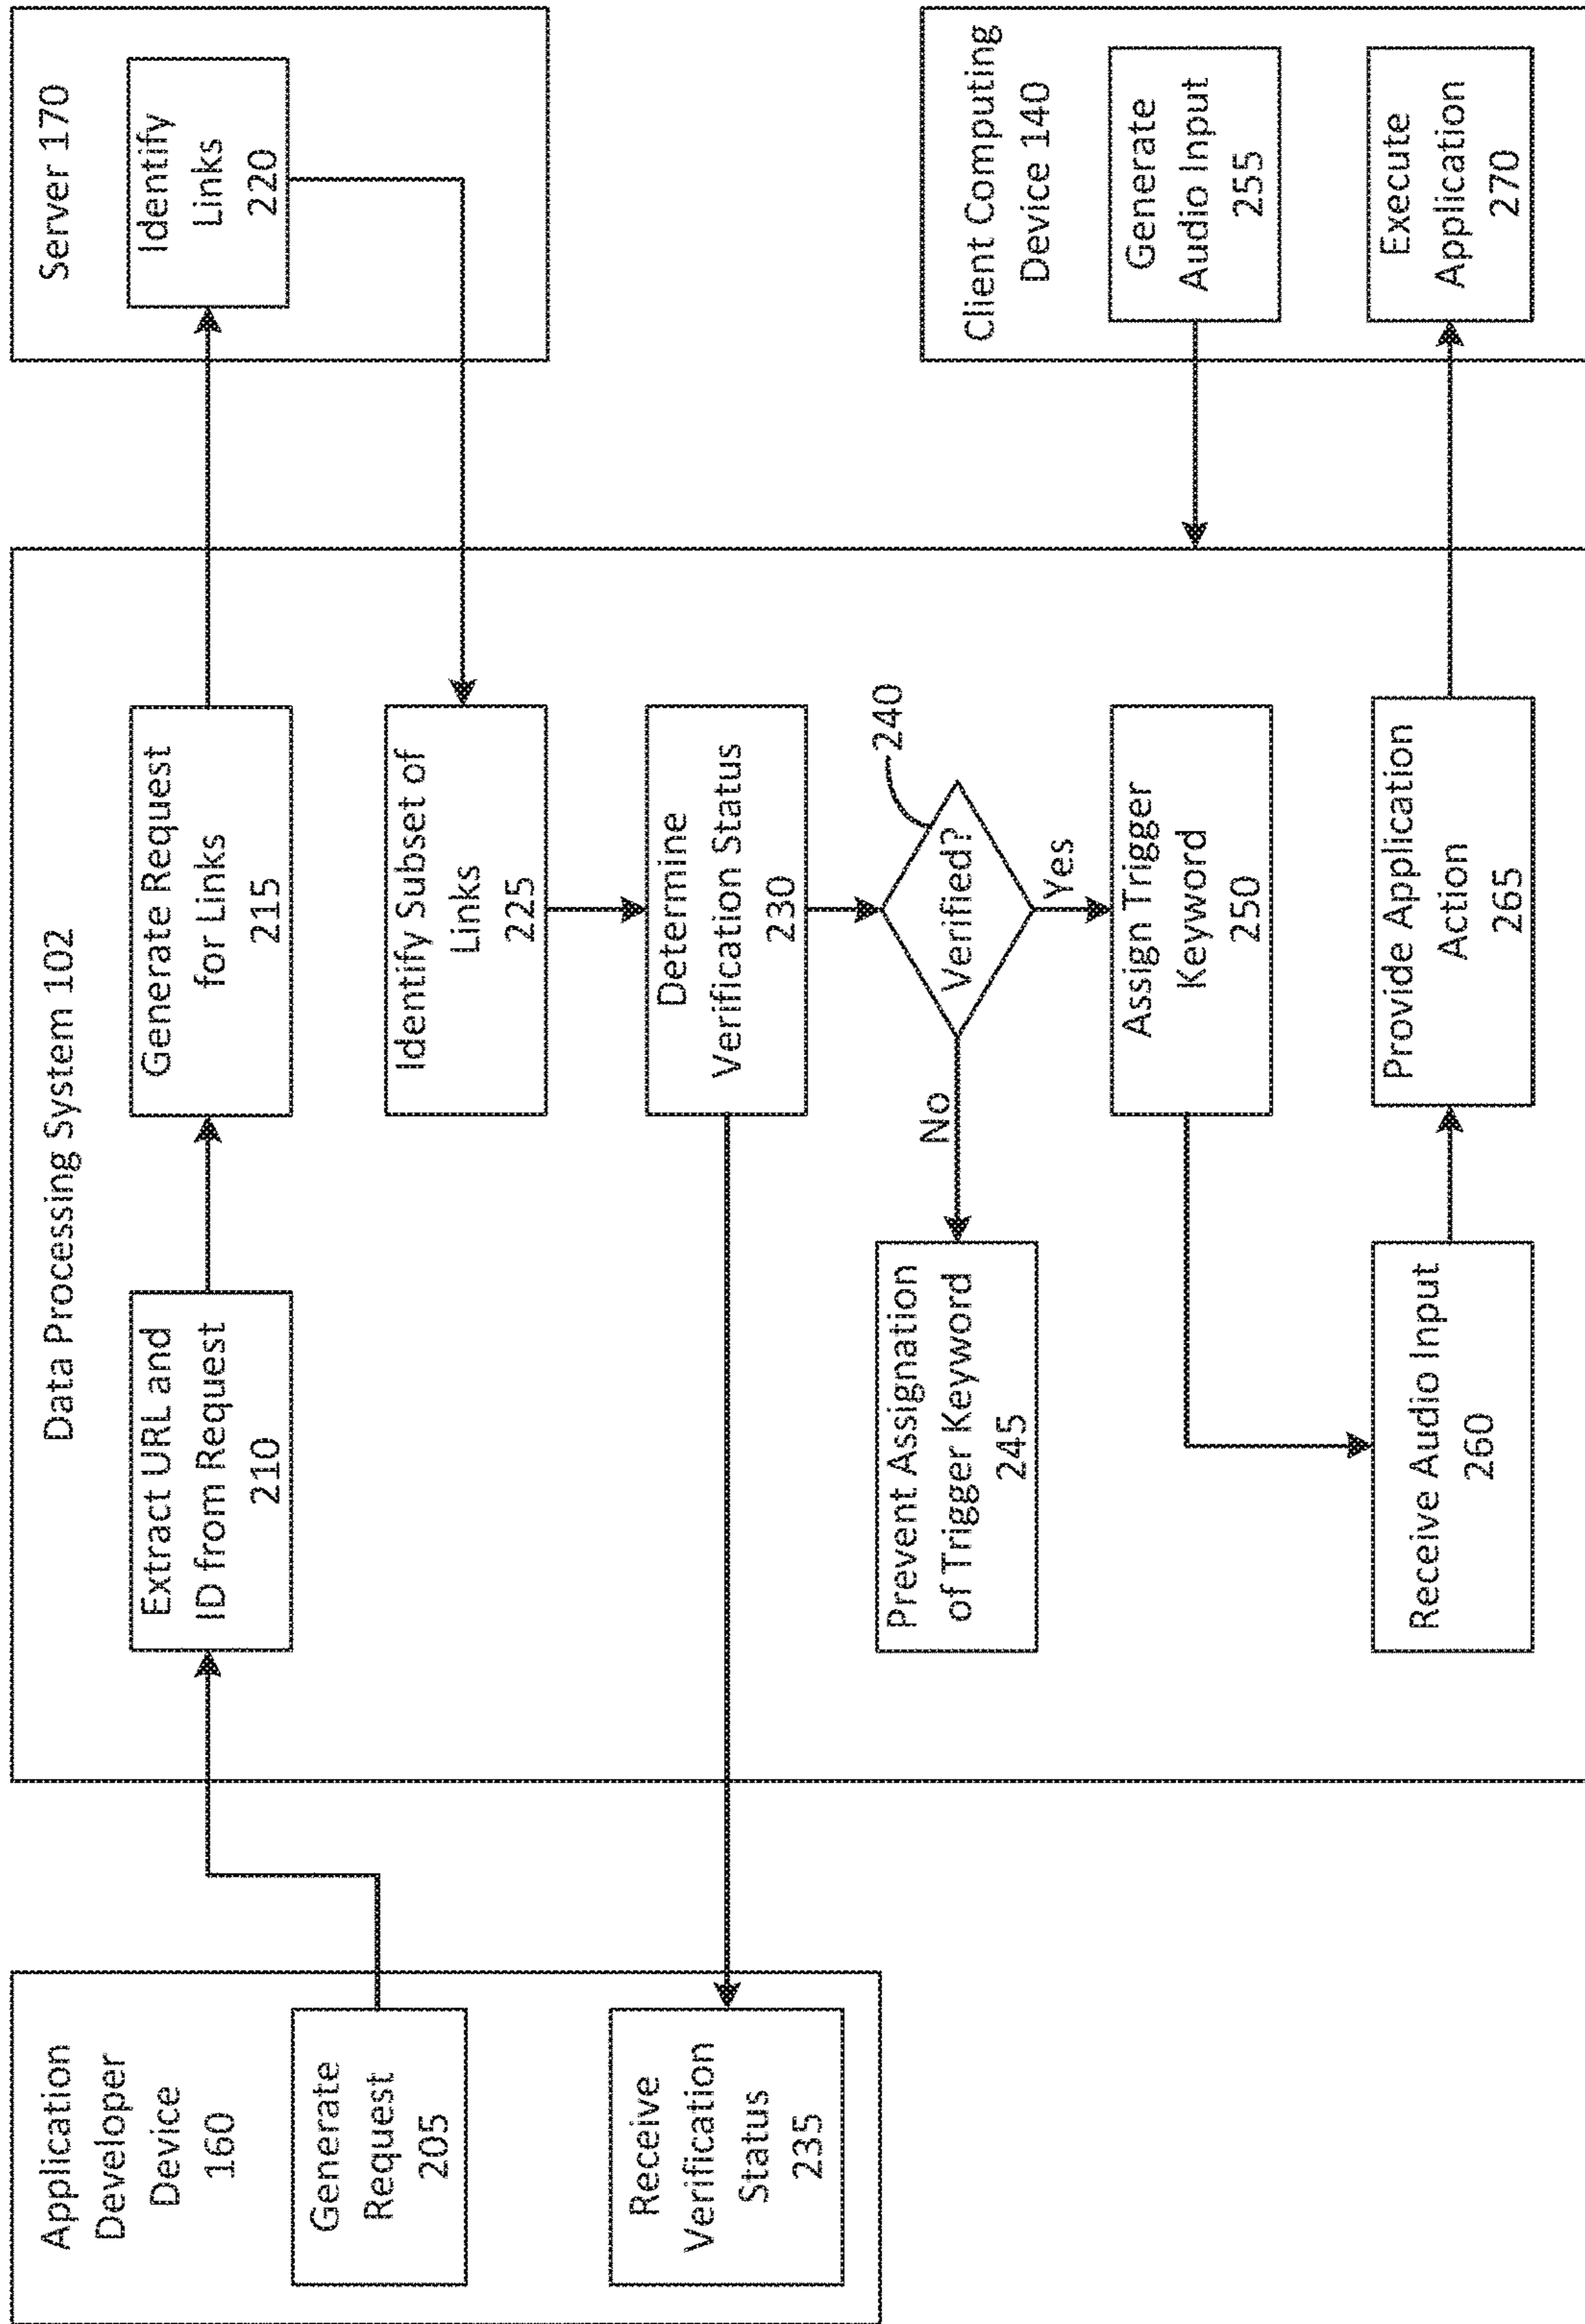 Application
Developer
Device
160
Generate
Request
205
Receive
Verification
Status
235
Data Processing System 102
Extract URL and
ID from Request
210
Generate Request
for Links
215
Identify Subset of
Links
225
Determine
Verification Status
230
Verified?
240
No
Yes
Prevent Assignation
of Trigger Keyword
245
Assign Trigger
Keyword
250
Receive Audio Input
260
Provide Application
Action
265
Server 170
Identify
Links
220
Client Computing
Device 140
Generate
Audio Input
255
Execute
Application
270